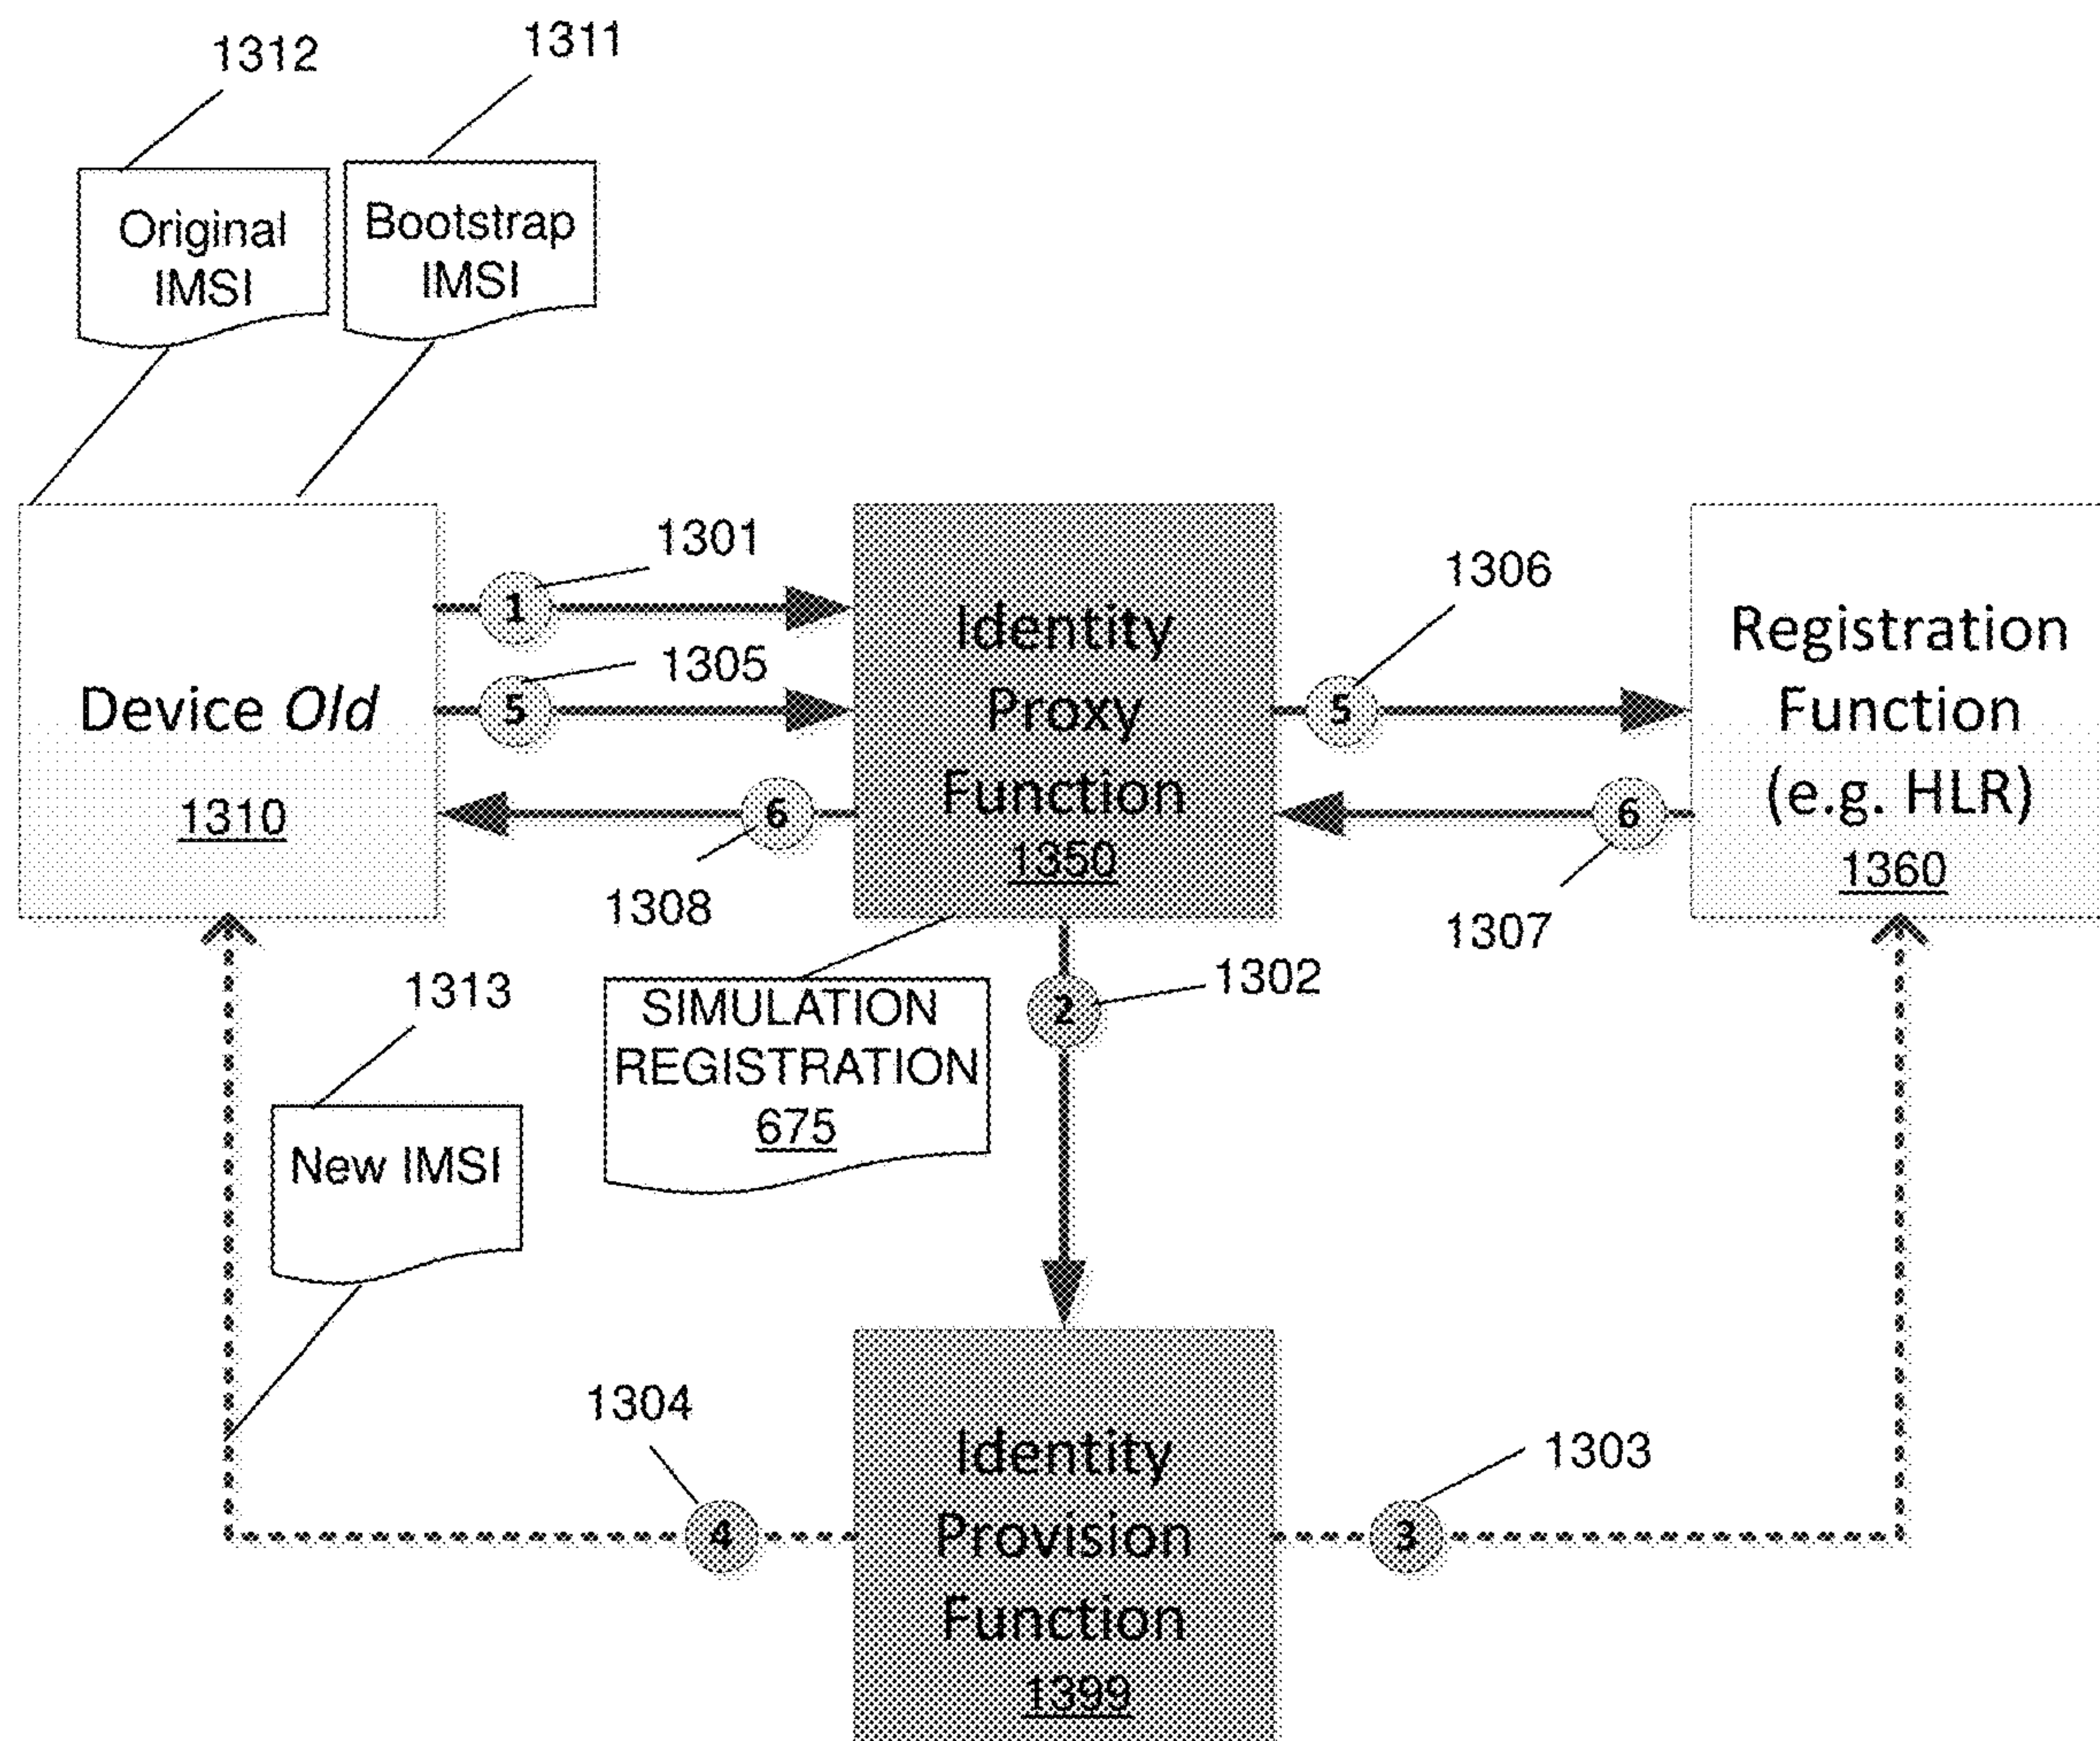 1312
1311
Original
IMSI
Bootstrap
IMSI
1301
1
1305
5
1306
5
Device Old
1310
Identity
Proxy
Function
1350
Registration
Function
(e.g. HLR)
1360
6
1308
6
1307
1313
New IMSI
SIMULATION
REGISTRATION
675
2
1302
1304
4
Identity
Provision
Function
1399
1303
3